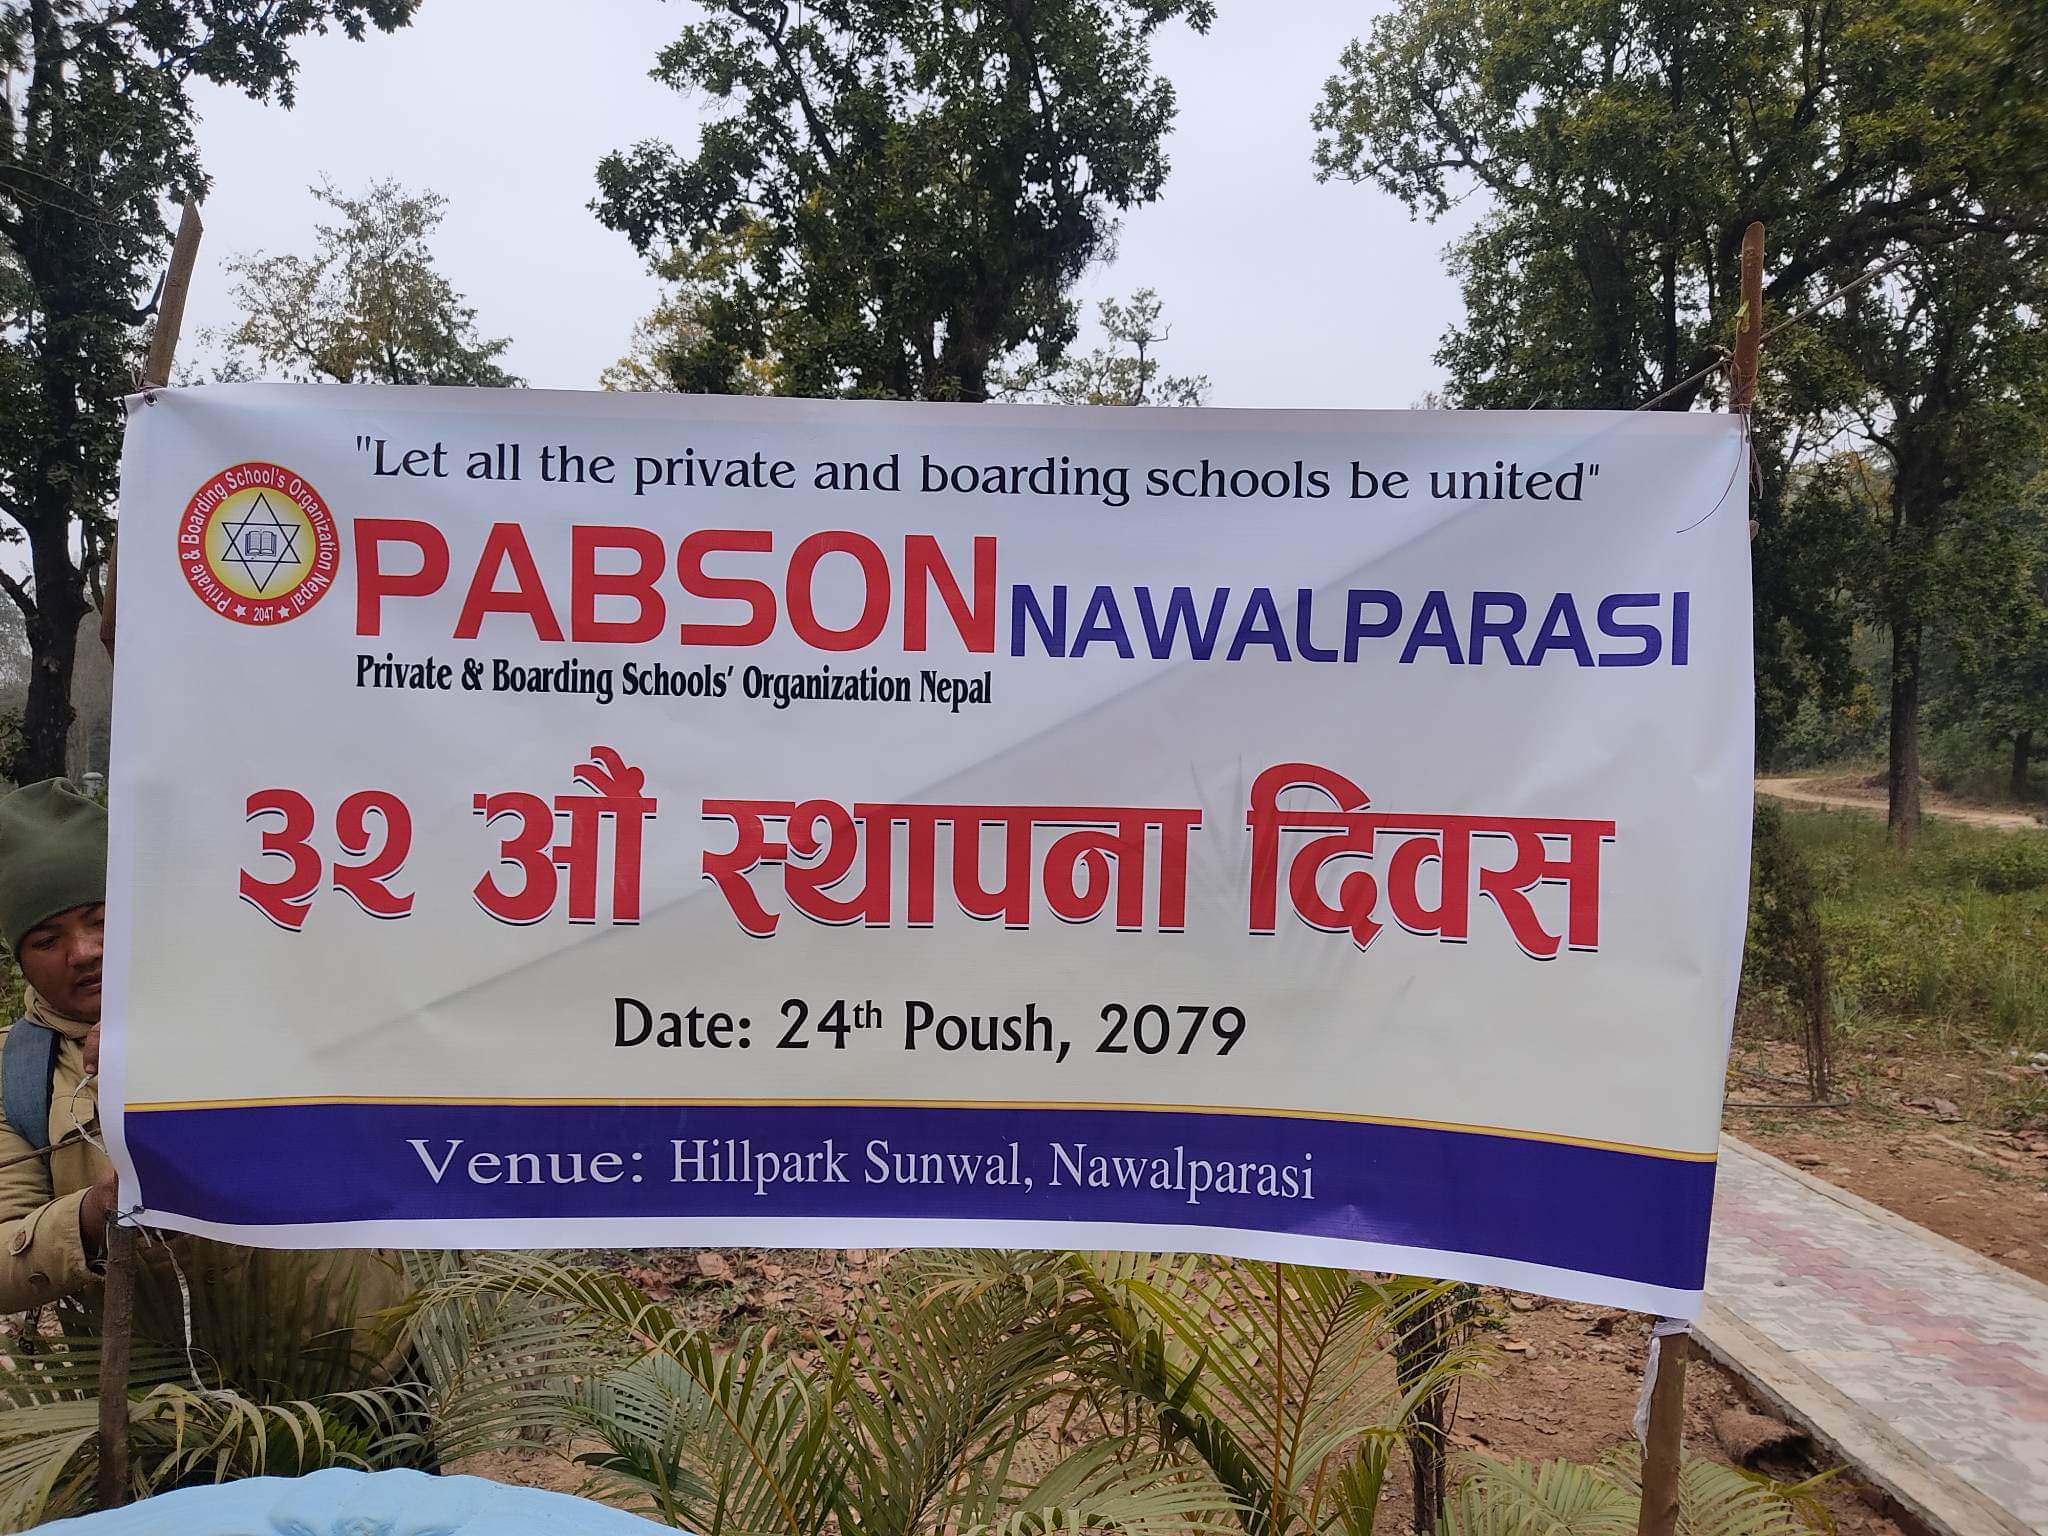 "Let all the private and boarding schools be united"
Private & Boarding School's Organization Nepal
★ 2047 ★
PABSON NAWALPARASI
Private & Boarding Schools' Organization Nepal
३२ औं स्थापना दिवस
Date: 24th Poush, 2079
Venue: Hillpark Sunwal, Nawalparasi